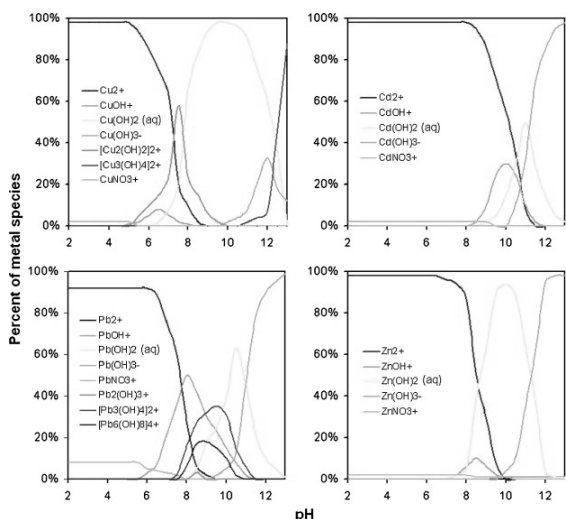 Percent of metal species
100%
80%
60%
40%
20%
0%
Cu2+
CuOH+
Cu(OH)2 (aq)
Cu(OH)3-
[Cu2(OH)2]2+
[Cu3(OH)4]2+
CuNO3+
2 4 6 8 10 12
100%
80%
60%
40%
20%
0%
Cd2+
CdOH+
Cd(OH)2 (aq)
Cd(OH)3-
CdNO3+
2 4 6 8 10 12
100%
80%
60%
40%
20%
0%
Pb2+
PbOH+
Pb(OH)2 (aq)
Pb(OH)3-
PbNO3+
Pb2(OH)3+
[Pb3(OH)4]2+
[Pb6(OH)8]4+
2 4 6 8 10 12
100%
80%
60%
40%
20%
0%
Zn2+
ZnOH+
Zn(OH)2 (aq)
Zn(OH)3-
ZnNO3+
2 4 6 8 10 12
pH